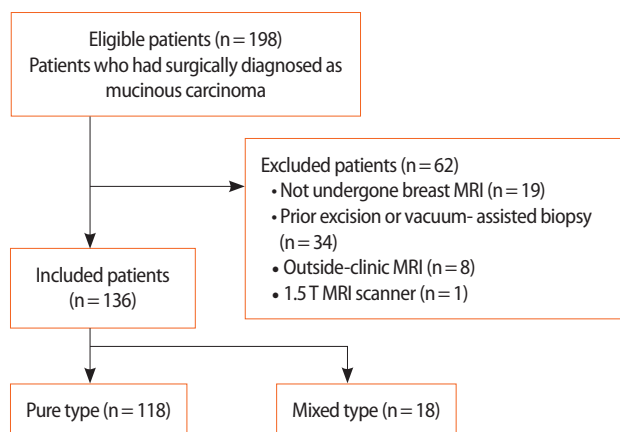 Eligible patients (n = 198)
Patients who had surgically diagnosed as
mucinous carcinoma
Excluded patients (n = 62)
• Not undergone breast MRI (n = 19)
• Prior excision or vacuum- assisted biopsy
(n = 34)
• Outside-clinic MRI (n = 8)
• 1.5 T MRI scanner (n = 1)
Included patients
(n = 136)
Pure type (n = 118)
Mixed type (n = 18)